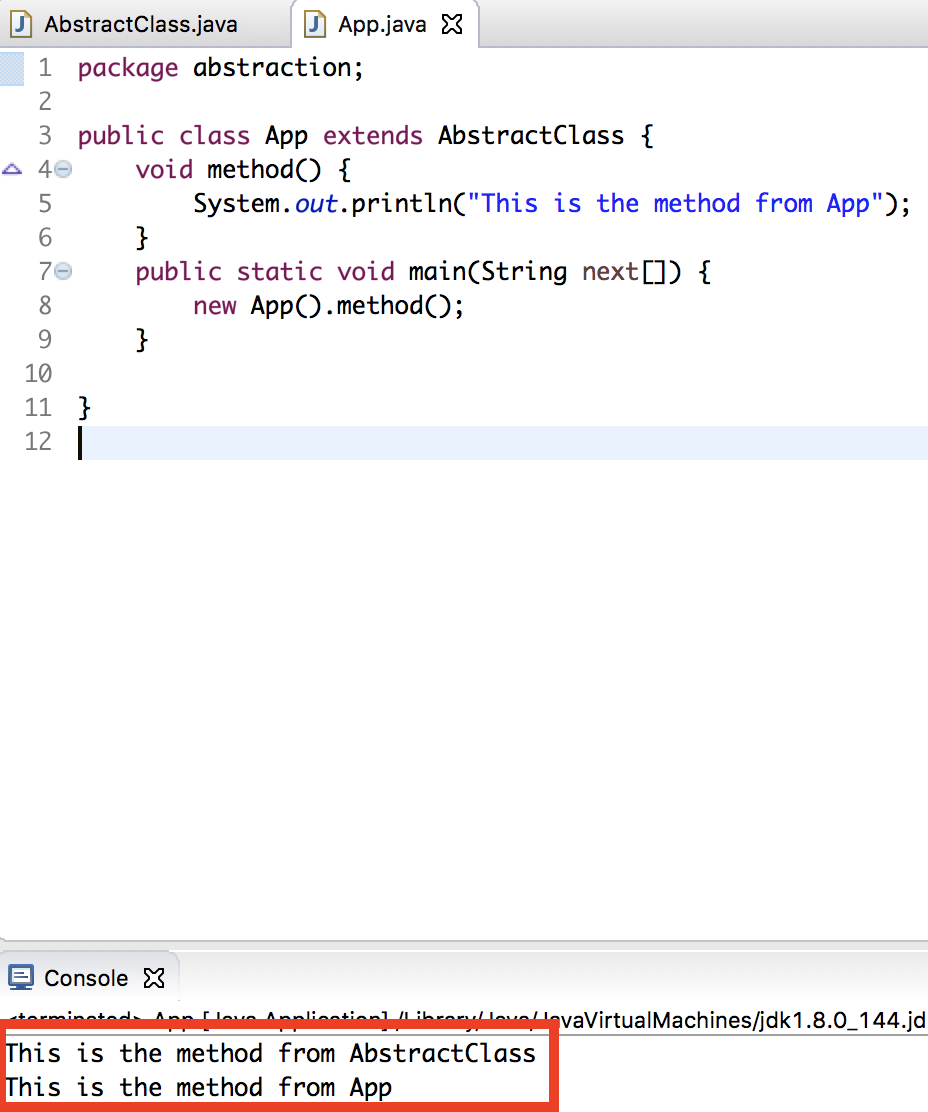 AbstractClass.java App.java
1 package abstraction;
2
3 public class App extends AbstractClass {
4 void method() {
5 System.out.println("This is the method from App");
6 }
7 public static void main(String next[]) {
8 new App().method();
9 }
10
11 }
12
Console
<terminated> App [Java Application] /Library/Java/JavaVirtualMachines/jdk1.8.0_144.jd
This is the method from AbstractClass
This is the method from App